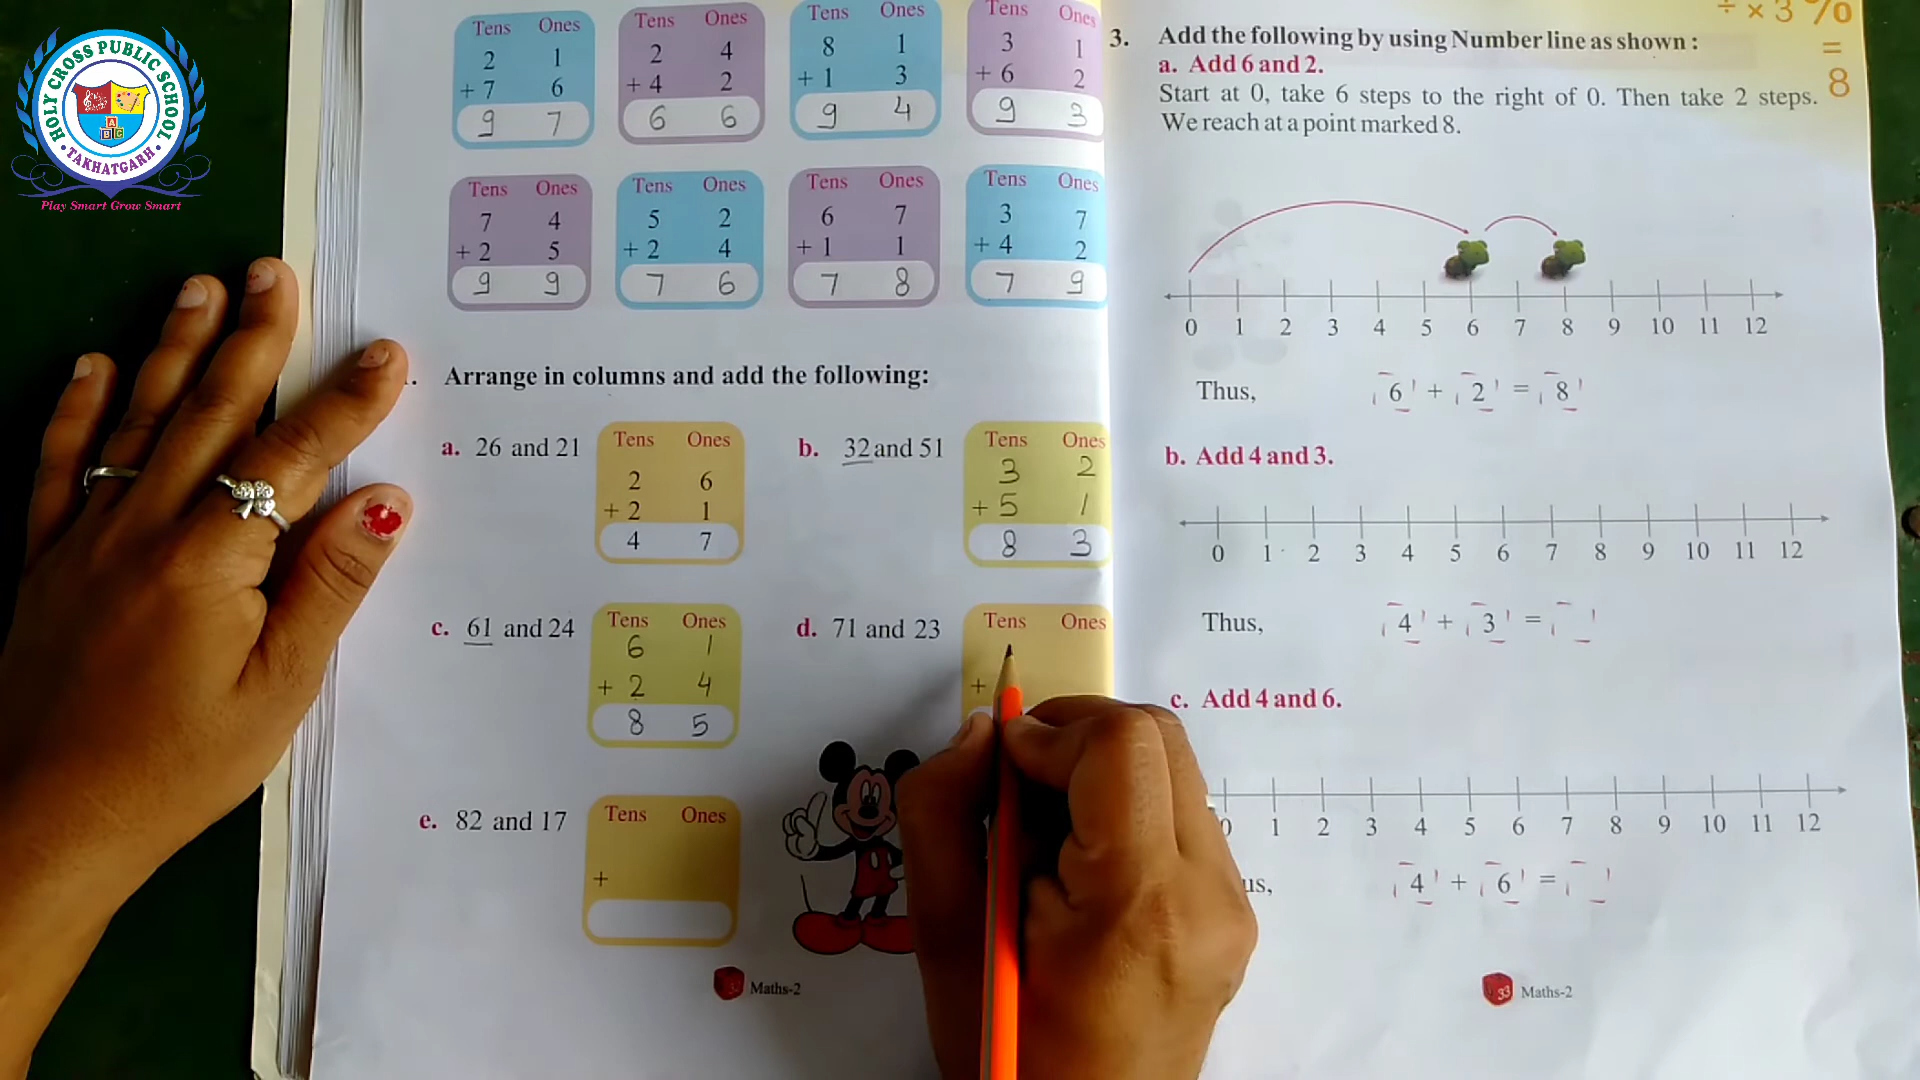 HOLY CROSS PUBLIC SCHOOL
TAKHATGARH
A
B C
Play Smart Grow Smart
Tens Ones
2 1
+ 7 6
9 7
Tens Ones
2 4
+ 4 2
6 6
Tens Ones
8 1
+ 1 3
9 4
Tens Ones
3 1
+ 6 2
9 3
Tens Ones
7 4
+ 2 5
9 9
Tens Ones
5 2
+ 2 4
7 6
Tens Ones
6 7
+ 1 1
7 8
Tens Ones
3 7
+ 4 2
7 9
. Arrange in columns and add the following:
a. 26 and 21
Tens Ones
2 6
+ 2 1
4 7
b. 32 and 51
Tens Ones
3 2
+ 5 1
8 3
c. 61 and 24
Tens Ones
6 1
+ 2 4
8 5
d. 71 and 23
Tens Ones
+
e. 82 and 17
Tens Ones
+
Maths-2
÷ × 3 %
=
8
3. Add the following by using Number line as shown :
a. Add 6 and 2.
Start at 0, take 6 steps to the right of 0. Then take 2 steps.
We reach at a point marked 8.
0 1 2 3 4 5 6 7 8 9 10 11 12
Thus, 6 + 2 = 8
b. Add 4 and 3.
0 1 2 3 4 5 6 7 8 9 10 11 12
Thus, 4 + 3 =
c. Add 4 and 6.
0 1 2 3 4 5 6 7 8 9 10 11 12
us, 4 + 6 =
33 Maths-2